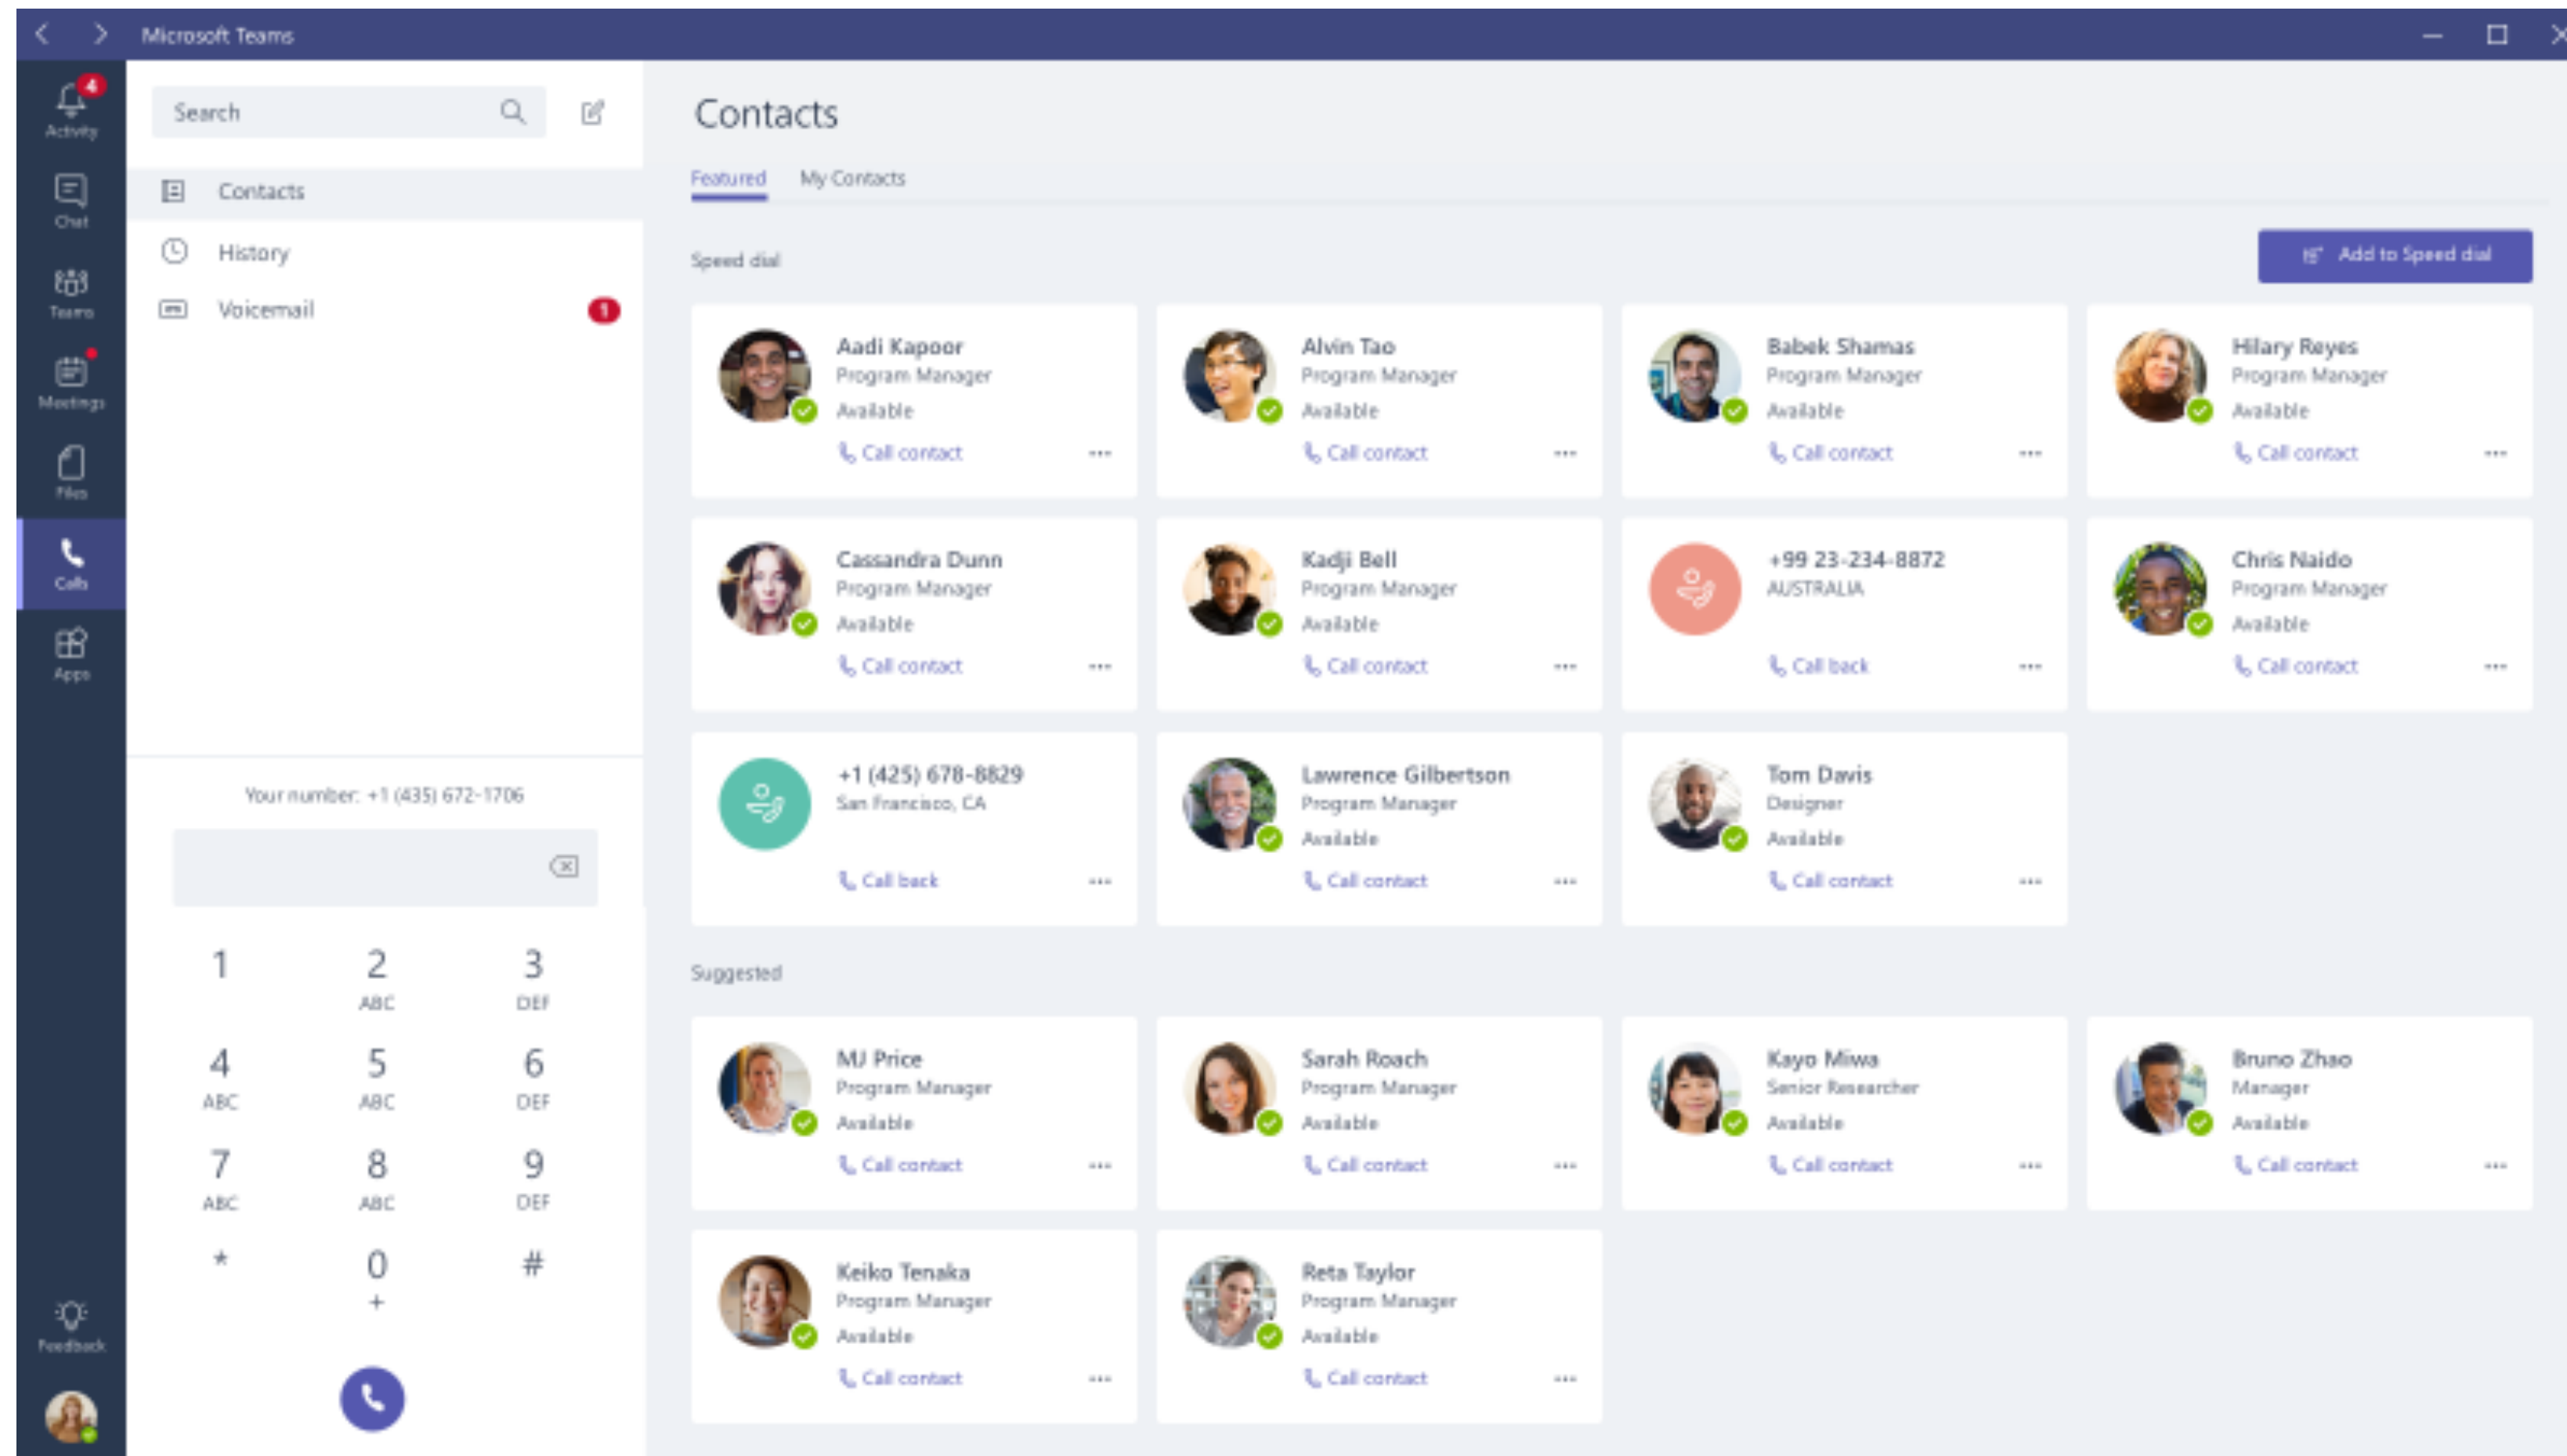 Microsoft Teams
4
Activity
Chat
Teams
Meetings
Files
Calls
Apps
Feedback
Search
Contacts
History
Voicemail
1
Your number: +1 (435) 672-1706
1
2
3
ABC
DEF
4
5
6
ABC
ABC
DEF
7
8
9
ABC
ABC
DEF
*
0
#
+
Contacts
Featured
My Contacts
Speed dial
Add to Speed dial
Aadi Kapoor
Program Manager
Available
Call contact
Alvin Tao
Program Manager
Available
Call contact
Babek Shamas
Program Manager
Available
Call contact
Hilary Reyes
Program Manager
Available
Call contact
Cassandra Dunn
Program Manager
Available
Call contact
Kadji Bell
Program Manager
Available
Call contact
+99 23-234-8872
AUSTRALIA
Call back
Chris Naido
Program Manager
Available
Call contact
+1 (425) 678-8829
San Francisco, CA
Call back
Lawrence Gilbertson
Program Manager
Available
Call contact
Tom Davis
Designer
Available
Call contact
Suggested
MJ Price
Program Manager
Available
Call contact
Sarah Roach
Program Manager
Available
Call contact
Kayo Miwa
Senior Researcher
Available
Call contact
Bruno Zhao
Manager
Available
Call contact
Keiko Tenaka
Program Manager
Available
Call contact
Reta Taylor
Program Manager
Available
Call contact